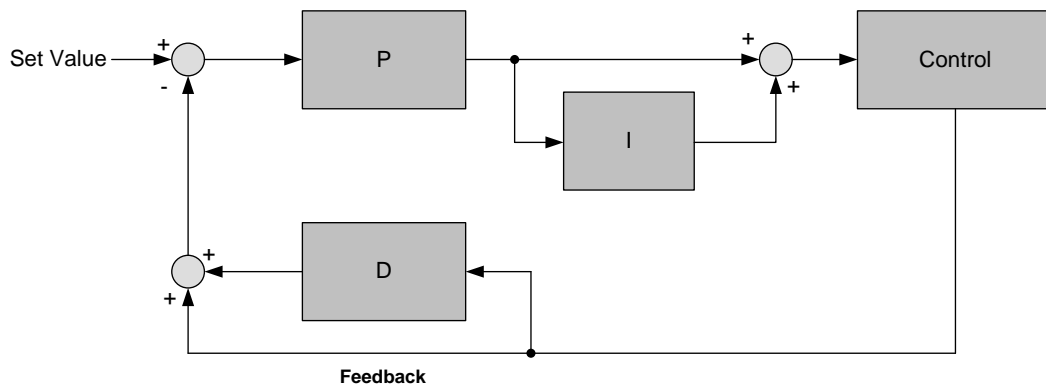 +
+
Set Value
P
Control
-
+
I
+
D
+
Feedback